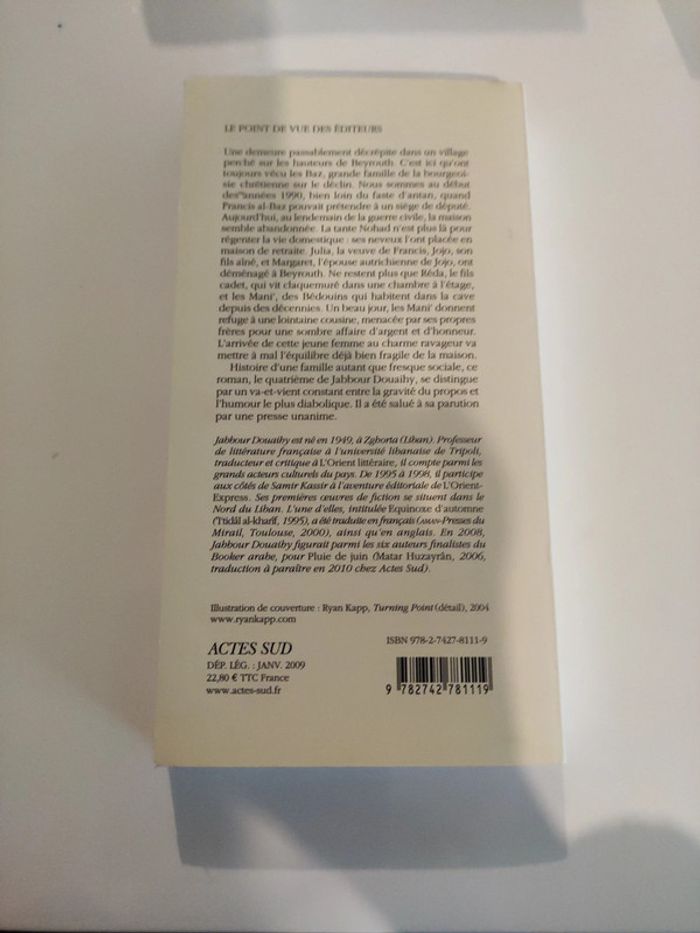 LE POINT DE VUE DES ÉDITEURS
Une demeure passablement décrépite dans un village
perché sur les hauteurs de Beyrouth. C'est ici qu'ont
toujours vécu les Baz, grande famille de la bourgeoi-
sie chrétienne sur le déclin. Nous sommes au début
des années 1990, bien loin du faste d'antan, quand
Francis al-Baz pouvait prétendre à un siège de député.
Aujourd'hui, au lendemain de la guerre civile, la maison
semble abandonnée. La tante Nohad n'est plus là pour
régenter la vie domestique : ses neveux l'ont placée en
maison de retraite. Julia, la veuve de Francis, Jojo, son
fils aîné, et Margaret, l'épouse autrichienne de Jojo, ont
déménagé à Beyrouth. Ne restent plus que Réda, le fils
cadet, qui vit claquemuré dans une chambre à l'étage,
et les Mani', des Bédouins qui habitent dans la cave
depuis des décennies. Un beau jour, les Mani' donnent
refuge à une lointaine cousine, menacée par ses propres
frères pour une sombre affaire d'argent et d'honneur.
L'arrivée de cette jeune femme au charme ravageur va
mettre à mal l'équilibre déjà bien fragile de la maison.
Histoire d'une famille autant que fresque sociale, ce
roman, le quatrième de Jabbour Douaihy, se distingue
par un va-et-vient constant entre la gravité du propos et
l'humour le plus diabolique. Il a été salué à sa parution
par une presse unanime.
Jabbour Douaihy est né en 1949, à Zghorta (Liban). Professeur
de littérature française à l'université libanaise de Tripoli,
traducteur et critique à L'Orient littéraire, il compte parmi les
grands acteurs culturels du pays. De 1995 à 1998, il participe
aux côtés de Samir Kassir à l'aventure éditoriale de L'Orient-
Express. Ses premières œuvres de fiction se situent dans le
Nord du Liban. L'une d'elles, intitulée Equinoxe d'automne
(I'tidâl al-kharîf, 1995), a été traduite en français (AMAM-Presses du
Mirail, Toulouse, 2000), ainsi qu'en anglais. En 2008,
Jabbour Douaihy figurait parmi les six auteurs finalistes du
Booker arabe, pour Pluie de juin (Matar Huzayrân, 2006,
traduction à paraître en 2010 chez Actes Sud).
Illustration de couverture : Ryan Kapp, Turning Point (détail), 2004
www.ryankapp.com
ACTES SUD
DÉP. LÉG. : JANV. 2009
22,80 € TTC France
www.actes-sud.fr
ISBN 978-2-7427-8111-9
9 782742 781119